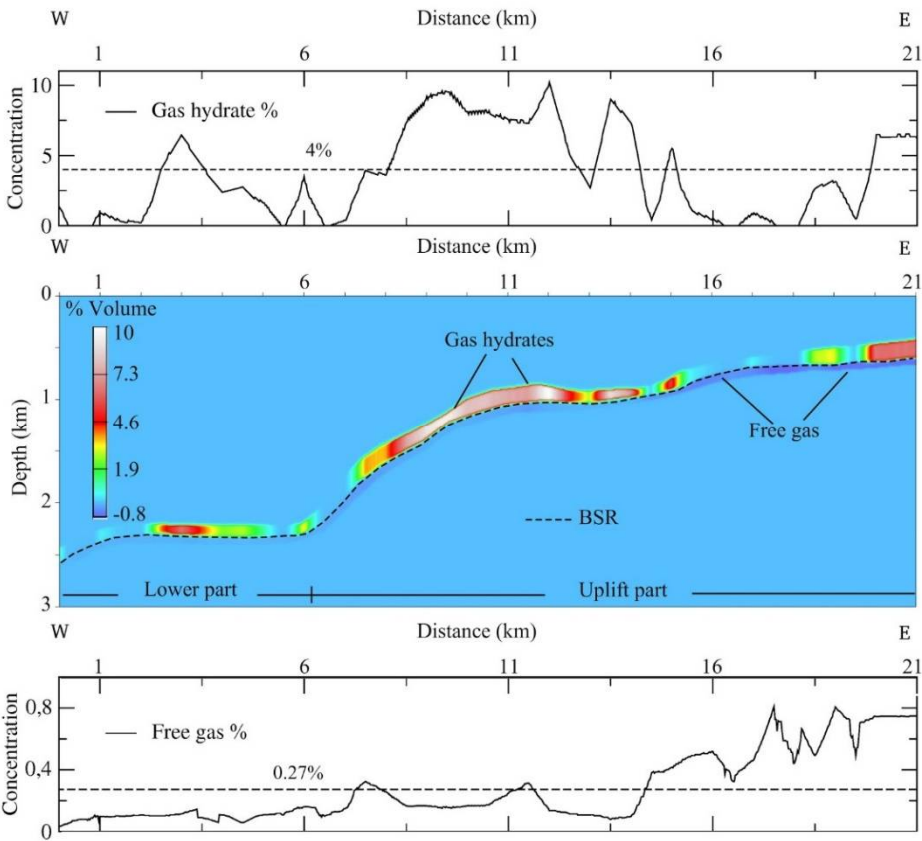 W Distance (km) E
1 6 11 16 21
10
5
0
Concentration
Gas hydrate %
4%
W Distance (km) E
1 6 11 16 21
0
1
2
3
Depth (km)
% Volume
10
7.3
4.6
1.9
-0.8
Gas hydrates
Free gas
BSR
Lower part Uplift part
W Distance (km) E
1 6 11 16 21
0,8
0,4
0
Concentration
Free gas %
0.27%